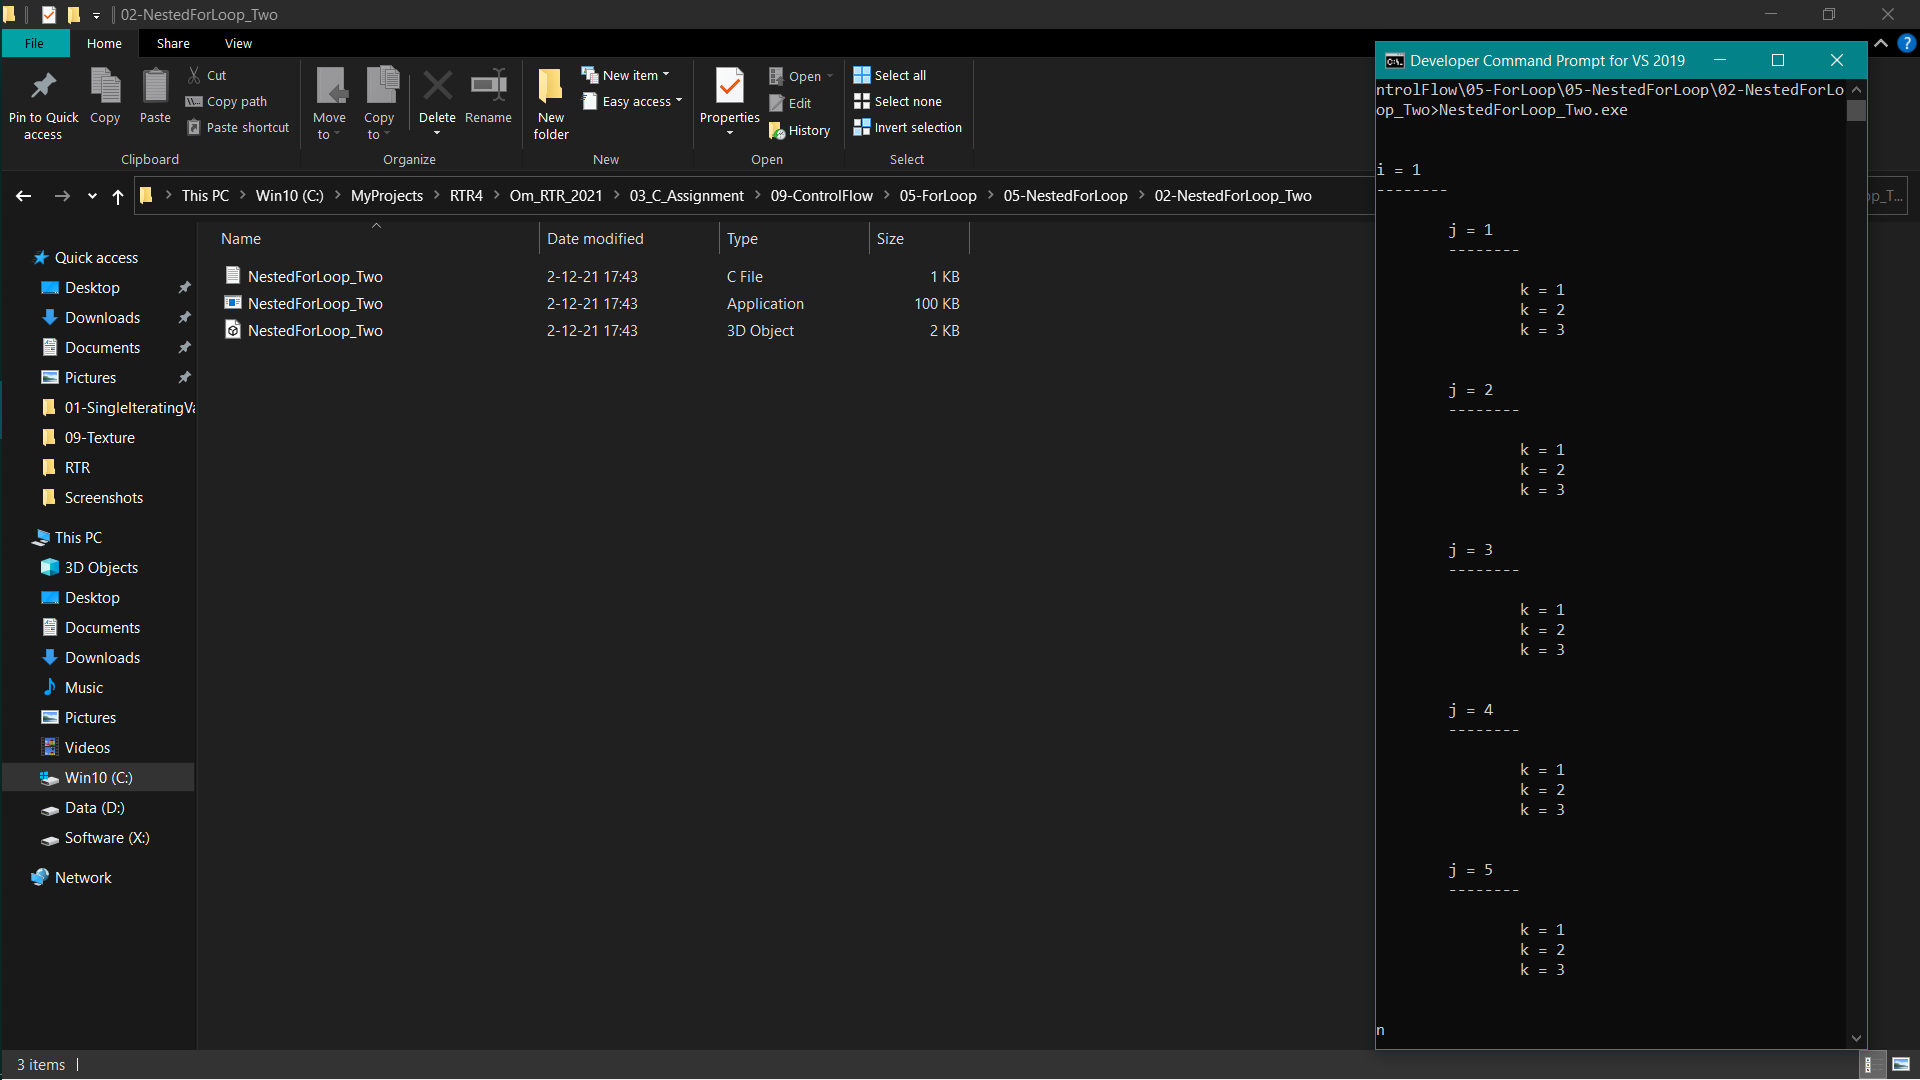 02-NestedForLoop_Two
File Home Share View
Pin to Quick access
Copy
Paste
Cut
Copy path
Paste shortcut
Clipboard
Move to
Copy to
Delete
Rename
Organize
New folder
New item
Easy access
New
Properties
Open
Edit
History
Open
Select all
Select none
Invert selection
Select
This PC > Win10 (C:) > MyProjects > RTR4 > Om_RTR_2021 > 03_C_Assignment > 09-ControlFlow > 05-ForLoop > 05-NestedForLoop > 02-NestedForLoop_Two
op_T...
Quick access
Desktop
Downloads
Documents
Pictures
01-SingleIteratingVa
09-Texture
RTR
Screenshots
This PC
3D Objects
Desktop
Documents
Downloads
Music
Pictures
Videos
Win10 (C:)
Data (D:)
Software (X:)
Network
Name Date modified Type Size
NestedForLoop_Two 2-12-21 17:43 C File 1 KB
NestedForLoop_Two 2-12-21 17:43 Application 100 KB
NestedForLoop_Two 2-12-21 17:43 3D Object 2 KB
3 items
C:\. Developer Command Prompt for VS 2019
ntrolFlow\05-ForLoop\05-NestedForLoop\02-NestedForLo
op_Two>NestedForLoop_Two.exe
i = 1
--------
j = 1
--------
k = 1
k = 2
k = 3
j = 2
--------
k = 1
k = 2
k = 3
j = 3
--------
k = 1
k = 2
k = 3
j = 4
--------
k = 1
k = 2
k = 3
j = 5
--------
k = 1
k = 2
k = 3
n